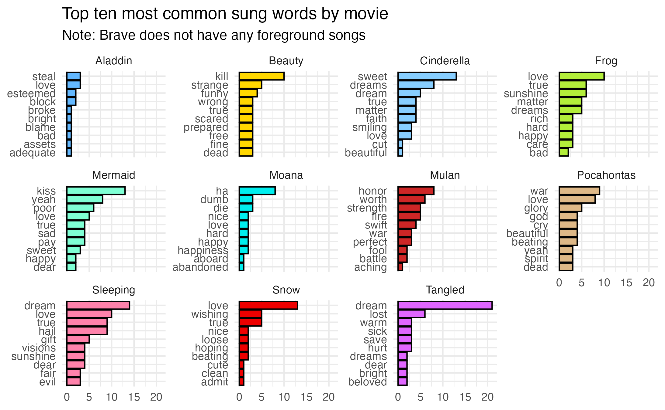 Top ten most common sung words by movie
Note: Brave does not have any foreground songs
Aladdin
steal
love
esteemed
block
broke
bright
blame
bad
assets
adequate
Beauty
kill
strange
funny
wrong
true
scared
prepared
free
fine
dead
Cinderella
sweet
dreams
dream
true
matter
faith
smiling
love
cut
beautiful
Frog
love
true
sunshine
matter
dreams
rich
hard
happy
care
bad
Mermaid
kiss
yeah
poor
love
true
sad
pay
sweet
happy
dear
Moana
ha
dumb
die
nice
love
hard
happy
happiness
aboard
abandoned
Mulan
honor
worth
strength
fire
swift
war
perfect
fool
battle
aching
Pocahontas
war
love
glory
god
cry
beautiful
beating
yeah
spirit
dead
0 5 10 15 20
Sleeping
dream
love
true
hail
gift
visions
sunshine
dear
fair
evil
0 5 10 15 20
Snow
love
wishing
true
nice
loose
hoping
beating
cute
clean
admit
0 5 10 15 20
Tangled
dream
lost
warm
sick
save
hurt
dreams
dear
bright
beloved
0 5 10 15 20